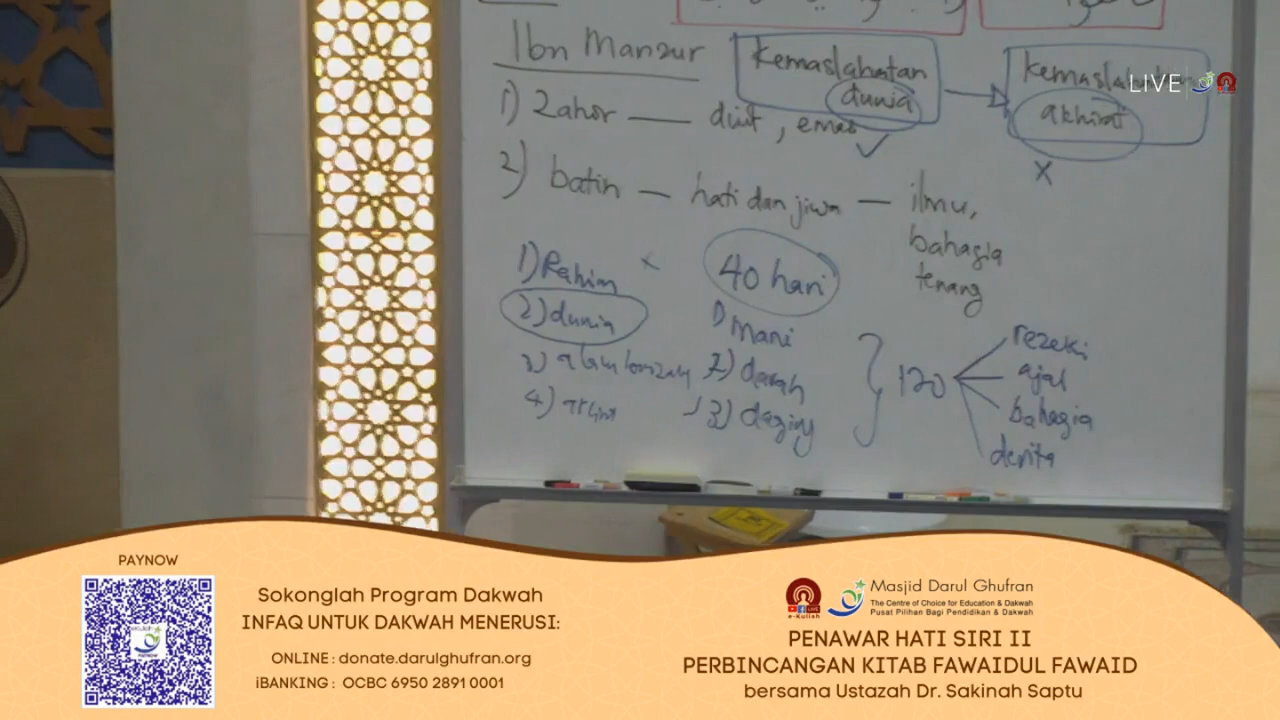 Ibn Manzur
Kemaslahatan
dunia
LIVE
akhirat
1) Zahir — duit, emas
2) batin — hati dan jiwa — ilmu,
bahagia
tenang
1) Rahim
40 hari
2) dunia
1) Mani
3) alam
2) darah
4)
3) daging
120
rezeki
ajal
bahagia
derita
PAYNOW
Sokonglah Program Dakwah
INFAQ UNTUK DAKWAH MENERUSI:
ONLINE : donate.darulghufran.org
iBANKING : OCBC 6950 2891 0001
e-Kuliah
Masjid Darul Ghufran
The Centre of Choice for Education & Dakwah
Pusat Pilihan Bagi Pendidikan & Dakwah
PENAWAR HATI SIRI II
PERBINCANGAN KITAB FAWAIDUL FAWAID
bersama Ustazah Dr. Sakinah Saptu